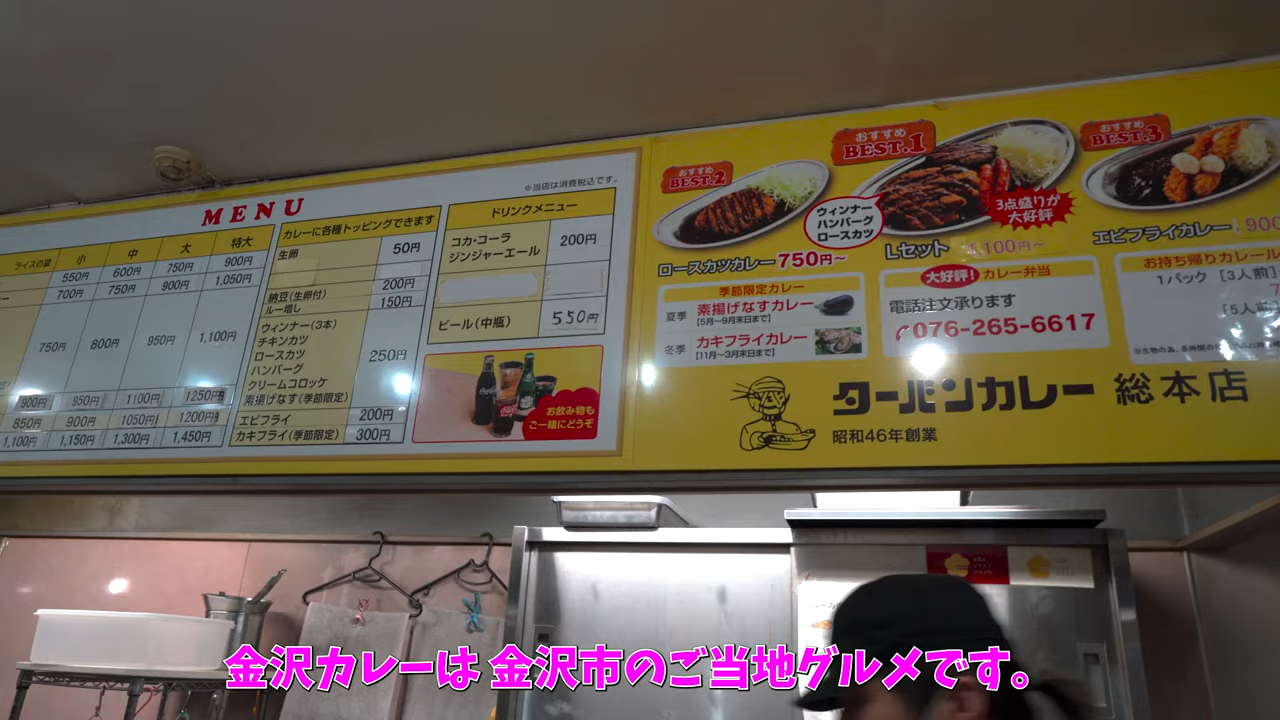 MENU
※当店は消費税込です。
ライスの量 小 中 大 特大
550円 600円 750円 900円
700円 750円 900円 1,050円
750円 800円 950円 1,100円
900円 950円 1100円 1250円
850円 900円 1050円 1200円
1,100円 1,150円 1,300円 1,450円
カレーに各種トッピングできます
生卵 50円
納豆(生卵付) 200円
ルー増し 150円
ウィンナー(3本)
チキンカツ
ロースカツ
ハンバーグ
クリームコロッケ
素揚げなす(季節限定)
250円
エビフライ 200円
カキフライ(季節限定) 300円
ドリンクメニュー
コカ・コーラ
ジンジャーエール
200円
ビール(中瓶) 550円
お飲み物も
ご一緒にどうぞ
おすすめ
BEST.2
ロースカツカレー750円~
おすすめ
BEST.1
ウィンナー
ハンバーグ
ロースカツ
3点盛りが
大好評
Lセット 1,100円~
おすすめ
BEST.3
エビフライカレー 900
季節限定カレー
夏季 素揚げなすカレー
[5月~9月末日まで]
冬季 カキフライカレー
[11月~3月末日まで]
大好評! カレー弁当
電話注文承ります
076-265-6617
お持ち帰りカレール
1パック [3人前]
[5人前]
ターバンカレー 総本店
昭和46年創業
金沢カレーは 金沢市のご当地グルメです。